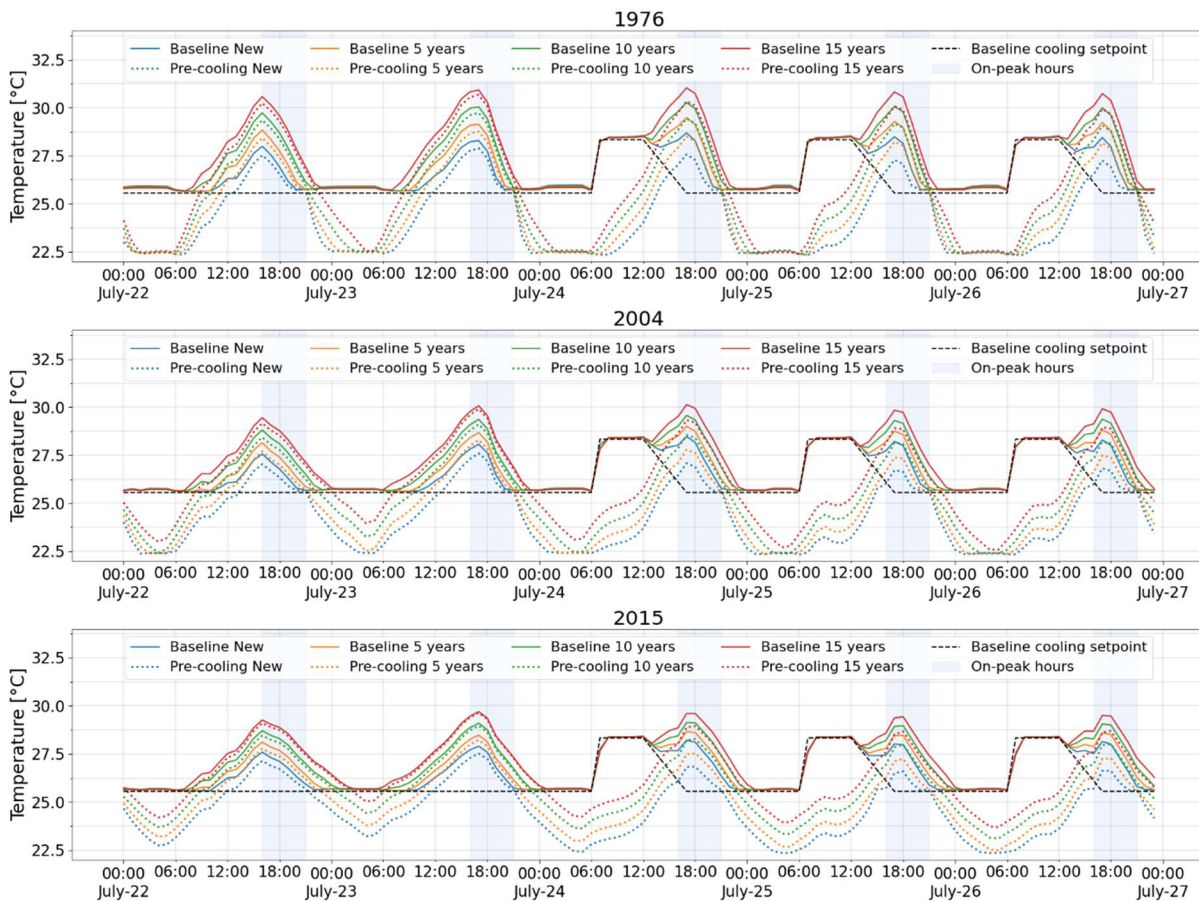 1976
Baseline New Baseline 5 years Baseline 10 years Baseline 15 years Baseline cooling setpoint
Pre-cooling New Pre-cooling 5 years Pre-cooling 10 years Pre-cooling 15 years On-peak hours
Temperature [°C]
32.5
30.0
27.5
25.0
22.5
00:00 06:00 12:00 18:00 00:00 06:00 12:00 18:00 00:00 06:00 12:00 18:00 00:00 06:00 12:00 18:00 00:00 06:00 12:00 18:00 00:00
July-22 July-23 July-24 July-25 July-26 July-27
2004
Baseline New Baseline 5 years Baseline 10 years Baseline 15 years Baseline cooling setpoint
Pre-cooling New Pre-cooling 5 years Pre-cooling 10 years Pre-cooling 15 years On-peak hours
Temperature [°C]
32.5
30.0
27.5
25.0
22.5
00:00 06:00 12:00 18:00 00:00 06:00 12:00 18:00 00:00 06:00 12:00 18:00 00:00 06:00 12:00 18:00 00:00 06:00 12:00 18:00 00:00
July-22 July-23 July-24 July-25 July-26 July-27
2015
Baseline New Baseline 5 years Baseline 10 years Baseline 15 years Baseline cooling setpoint
Pre-cooling New Pre-cooling 5 years Pre-cooling 10 years Pre-cooling 15 years On-peak hours
Temperature [°C]
32.5
30.0
27.5
25.0
22.5
00:00 06:00 12:00 18:00 00:00 06:00 12:00 18:00 00:00 06:00 12:00 18:00 00:00 06:00 12:00 18:00 00:00 06:00 12:00 18:00 00:00
July-22 July-23 July-24 July-25 July-26 July-27